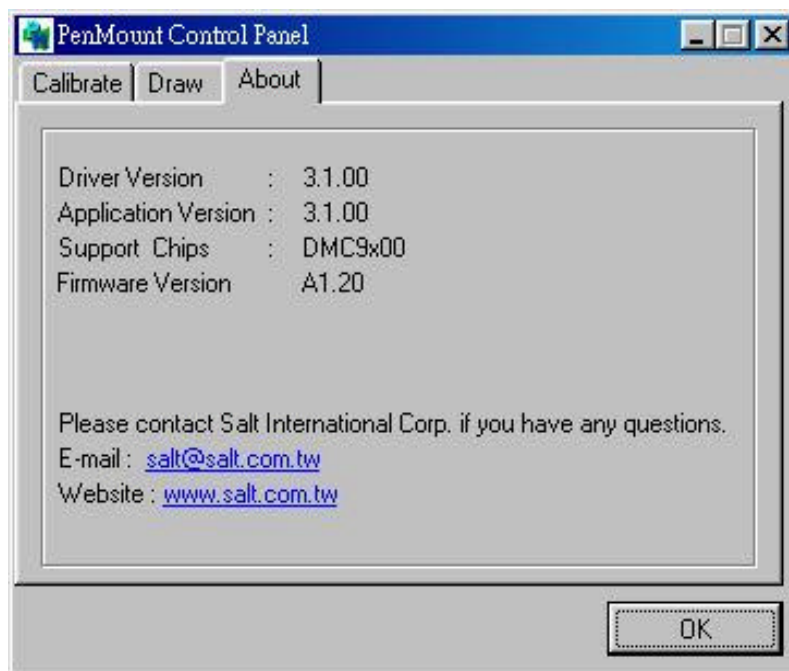 PenMount Control Panel
Calibrate Draw About
Driver Version : 3.1.00
Application Version : 3.1.00
Support Chips : DMC9x00
Firmware Version A1.20
Please contact Salt International Corp. if you have any questions.
E-mail : salt@salt.com.tw
Website : www.salt.com.tw
OK